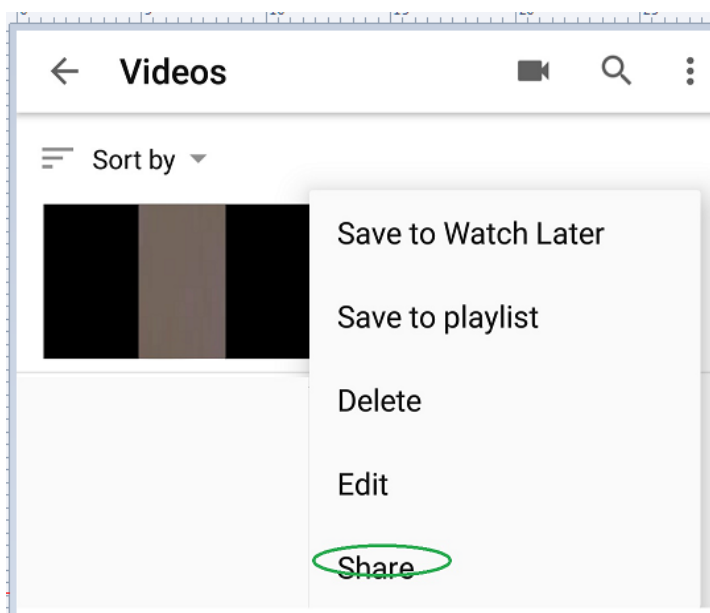 Videos
Sort by
Save to Watch Later
Save to playlist
Delete
Edit
Share